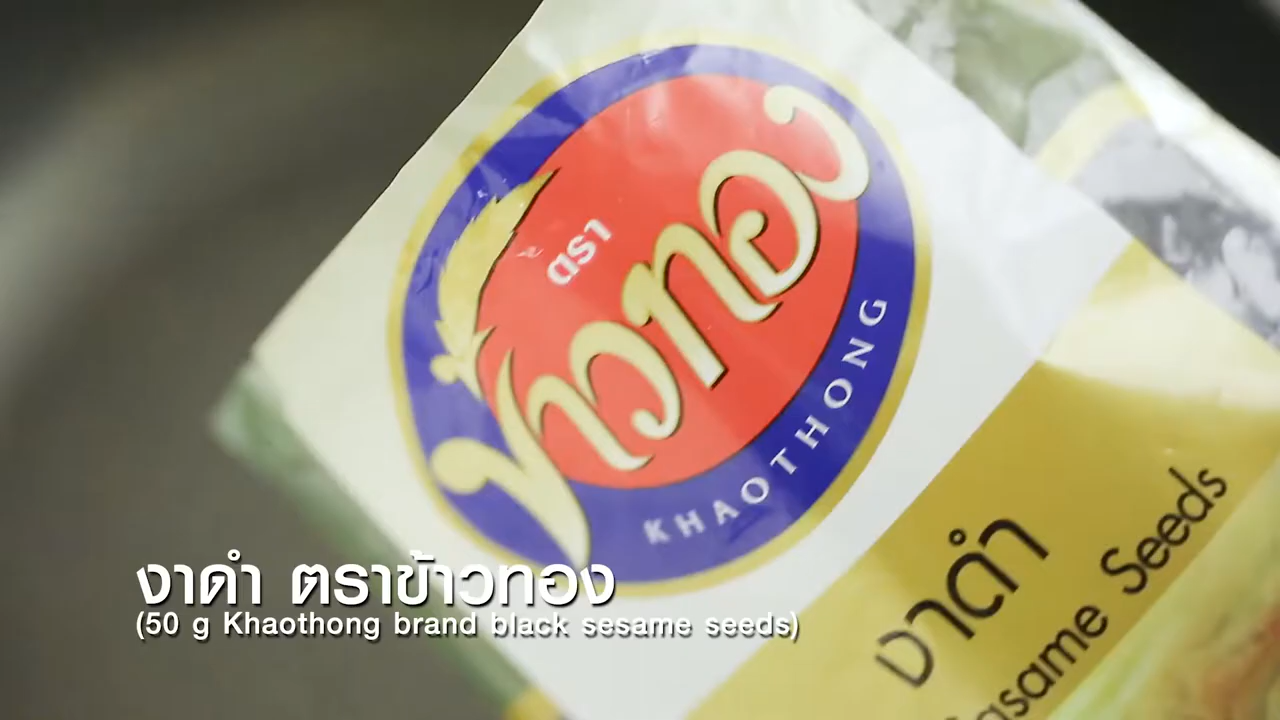 ตรา
ข้าวทอง
KHAOTHONG
งาดำ
Seeds
งาดำ ตราข้าวทอง
(50 g Khaothong brand black sesame seeds)